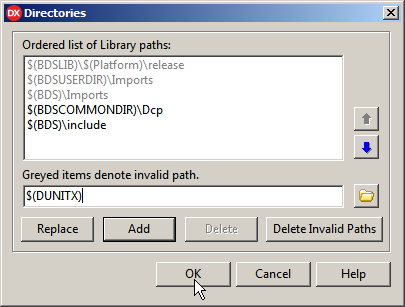 DX Directories
Ordered list of Library paths:
$(BDSLIB)\$(Platform)\release
$(BDSUSERDIR)\Imports
$(BDS)\Imports
$(BDSCOMMONDIR)\Dcp
$(BDS)\include
Greyed items denote invalid path.
$(DUNITX)
Replace Add Delete Delete Invalid Paths
OK Cancel Help